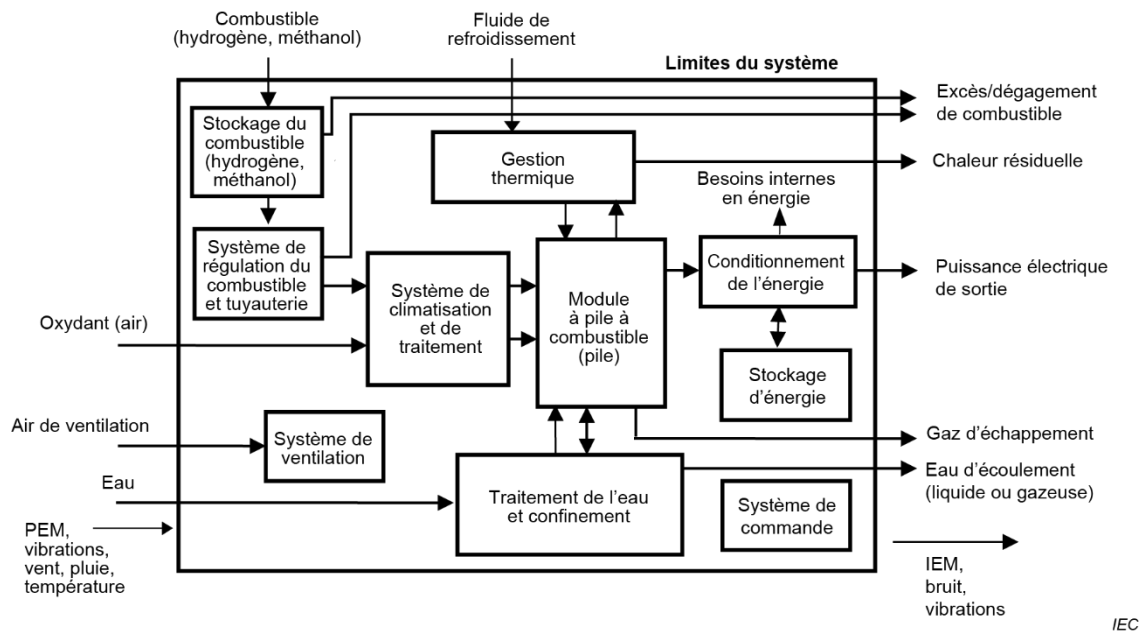 Combustible
(hydrogène, méthanol)
Fluide de
refroidissement
Limites du système
Excès/dégagement
de combustible
Stockage du
combustible
(hydrogène,
méthanol)
Gestion
thermique
Chaleur résiduelle
Besoins internes
en énergie
Système de
régulation du
combustible
et tuyauterie
Système de
climatisation
et de
traitement
Module
à pile à
combustible
(pile)
Conditionnement
de l'énergie
Puissance électrique
de sortie
Oxydant (air)
Stockage
d'énergie
Air de ventilation
Système de
ventilation
Gaz d'échappement
Eau
Traitement de l'eau
et confinement
Système de
commande
Eau d'écoulement
(liquide ou gazeuse)
PEM,
vibrations,
vent, pluie,
température
IEM,
bruit,
vibrations
IEC